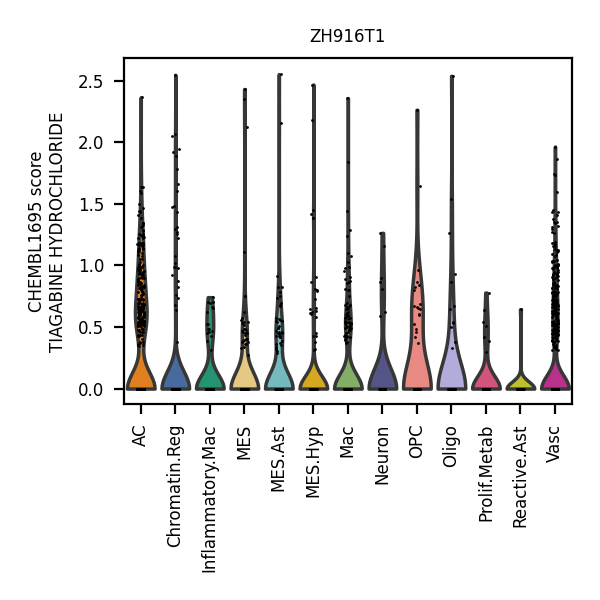 ZH916T1
CHEMBL1695 score
TIAGABINE HYDROCHLORIDE
2.5
2.0
1.5
1.0
0.5
0.0
AC
Chromatin.Reg
Inflammatory.Mac
MES
MES.Ast
MES.Hyp
Mac
Neuron
OPC
Oligo
Prolif.Metab
Reactive.Ast
Vasc